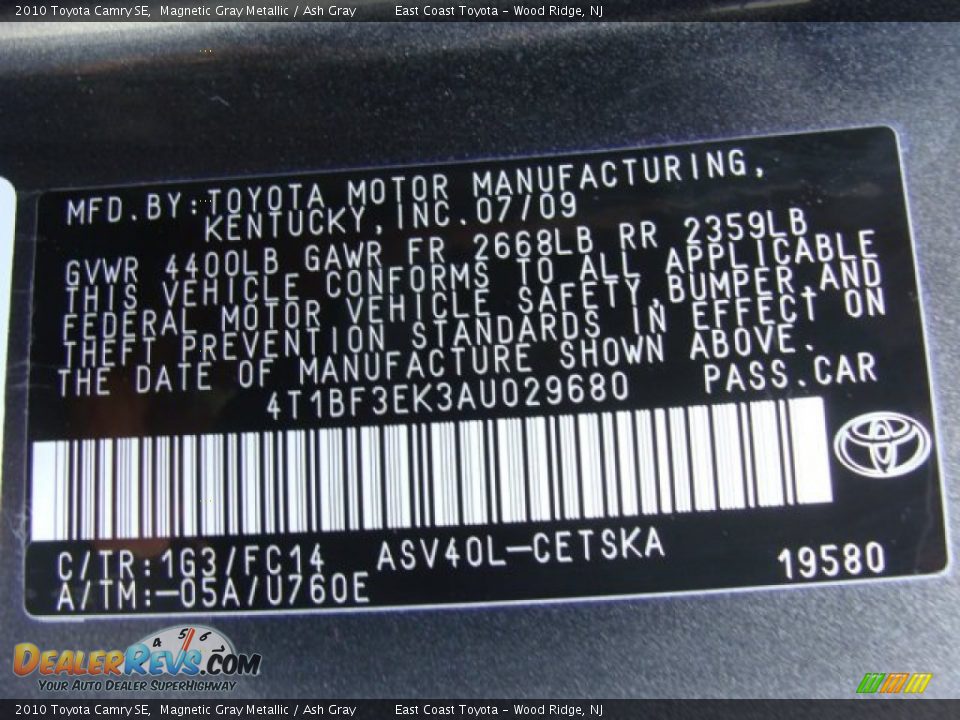 2010 Toyota Camry SE, Magnetic Gray Metallic / Ash Gray East Coast Toyota - Wood Ridge, NJ
MFD.BY:TOYOTA MOTOR MANUFACTURING,
KENTUCKY,INC.07/09
GVWR 4400LB GAWR FR 2668LB RR 2359LB
THIS VEHICLE CONFORMS TO ALL APPLICABLE
FEDERAL MOTOR VEHICLE SAFETY,BUMPER,AND
THEFT PREVENTION STANDARDS IN EFFECT ON
THE DATE OF MANUFACTURE SHOWN ABOVE.
4T1BF3EK3AU029680 PASS.CAR
C/TR:1G3/FC14 ASV40L-CETSKA
A/TM:-05A/U760E 19580
4 5 6
DEALERREVS.COM
YOUR AUTO DEALER SUPERHIGHWAY
2010 Toyota Camry SE, Magnetic Gray Metallic / Ash Gray East Coast Toyota - Wood Ridge, NJ